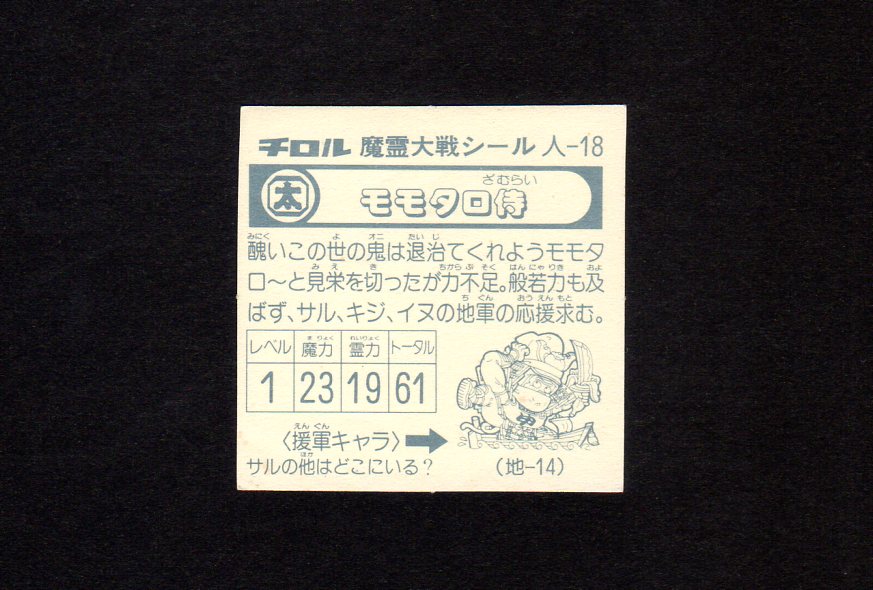 チロル 魔霊大戦シール 人-18
太 モモタロ侍
ざむらい
醜いこの世の鬼は退治てくれようモモタ
みにく よ オニ たいじ
ロ〜と見栄を切ったが力不足。般若力も及
みえ き ちからぶそく はんにゃりき およ
ばず、サル、キジ、イヌの地軍の応援求む。
ちぐん おうえんもと
レベル 魔力 霊力 トータル
まりょく れいりょく
1 23 19 61
〈援軍キャラ〉
えんぐん
サルの他はどこにいる? (地-14)
ほか